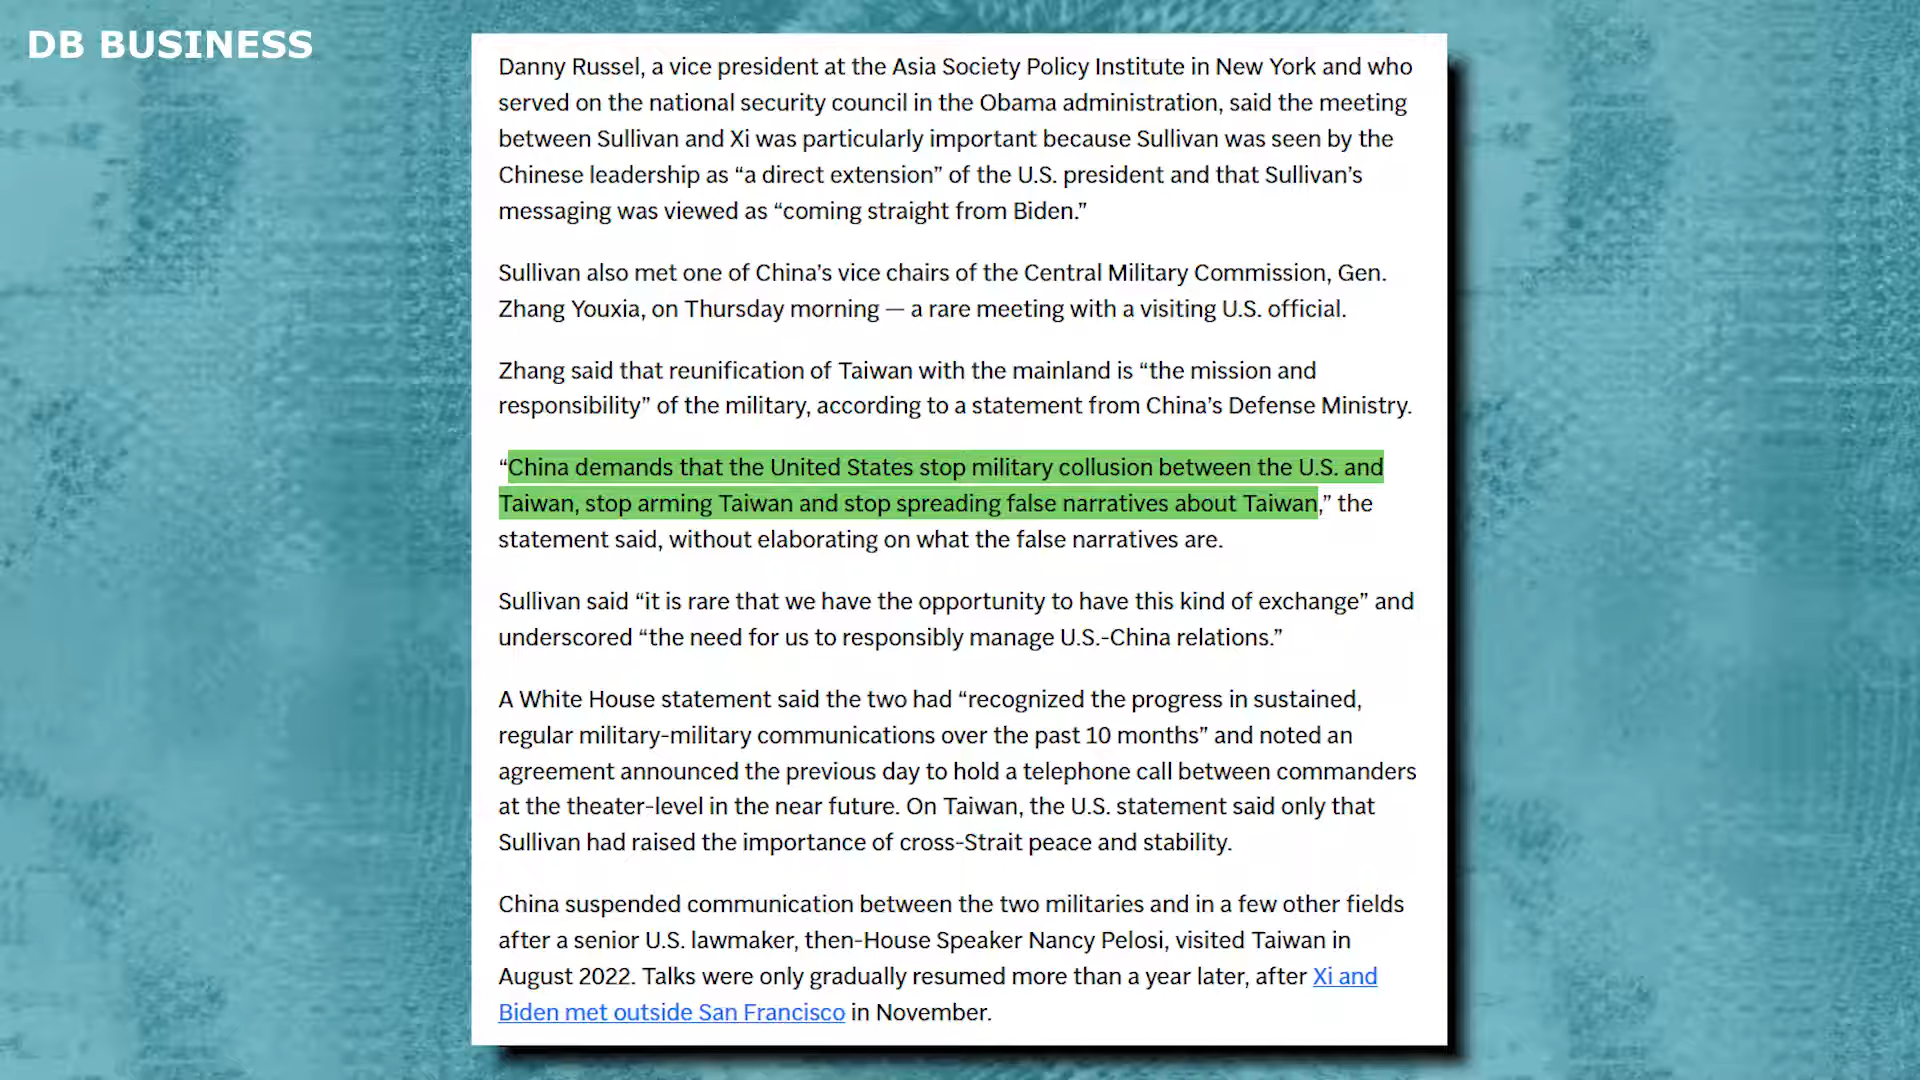 DB BUSINESS
Danny Russel, a vice president at the Asia Society Policy Institute in New York and who
served on the national security council in the Obama administration, said the meeting
between Sullivan and Xi was particularly important because Sullivan was seen by the
Chinese leadership as “a direct extension” of the U.S. president and that Sullivan’s
messaging was viewed as “coming straight from Biden.”
Sullivan also met one of China’s vice chairs of the Central Military Commission, Gen.
Zhang Youxia, on Thursday morning — a rare meeting with a visiting U.S. official.
Zhang said that reunification of Taiwan with the mainland is “the mission and
responsibility” of the military, according to a statement from China’s Defense Ministry.
“China demands that the United States stop military collusion between the U.S. and
Taiwan, stop arming Taiwan and stop spreading false narratives about Taiwan,” the
statement said, without elaborating on what the false narratives are.
Sullivan said “it is rare that we have the opportunity to have this kind of exchange” and
underscored “the need for us to responsibly manage U.S.-China relations.”
A White House statement said the two had “recognized the progress in sustained,
regular military-military communications over the past 10 months” and noted an
agreement announced the previous day to hold a telephone call between commanders
at the theater-level in the near future. On Taiwan, the U.S. statement said only that
Sullivan had raised the importance of cross-Strait peace and stability.
China suspended communication between the two militaries and in a few other fields
after a senior U.S. lawmaker, then-House Speaker Nancy Pelosi, visited Taiwan in
August 2022. Talks were only gradually resumed more than a year later, after Xi and
Biden met outside San Francisco in November.